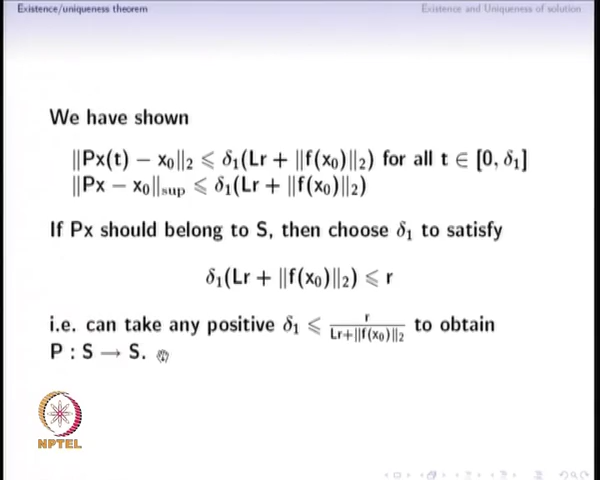 Existence/uniqueness theorem
Existence and Uniqueness of solution
We have shown
‖Px(t) − x₀‖₂ ⩽ δ₁(Lr + ‖f(x₀)‖₂) for all t ∈ [0, δ₁]
‖Px − x₀‖sup ⩽ δ₁(Lr + ‖f(x₀)‖₂)
If Px should belong to S, then choose δ₁ to satisfy
δ₁(Lr + ‖f(x₀)‖₂) ⩽ r
i.e. can take any positive δ₁ ⩽ r/(Lr+‖f(x₀)‖₂) to obtain
P : S → S.
NPTEL